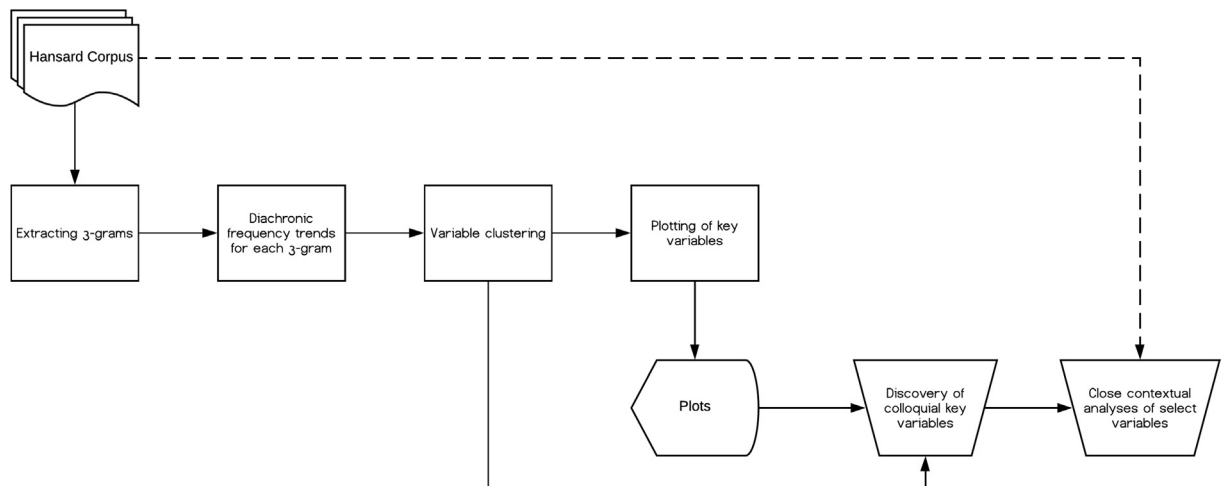 Hansard Corpus
Extracting 3-grams
Diachronic
frequency trends
for each 3-gram
Variable clustering
Plotting of key
variables
Plots
Discovery of
colloquial key
variables
Close contextual
analyses of select
variables